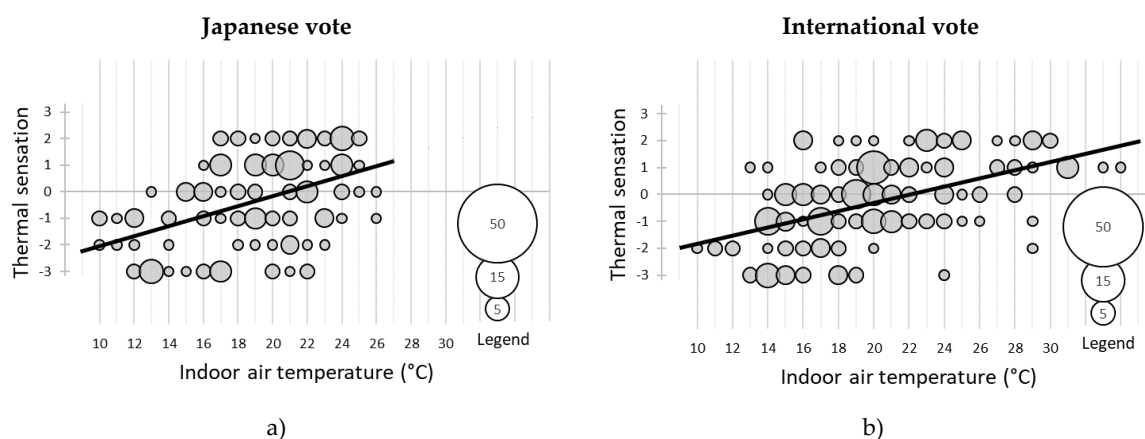 Japanese vote
Thermal sensation
3
2
1
0
-1
-2
-3
50
15
5
Legend
10 12 14 16 18 20 22 24 26 28 30
Indoor air temperature (°C)
a)
International vote
Thermal sensation
3
2
1
0
-1
-2
-3
50
15
5
Legend
10 12 14 16 18 20 22 24 26 28 30
Indoor air temperature (°C)
b)